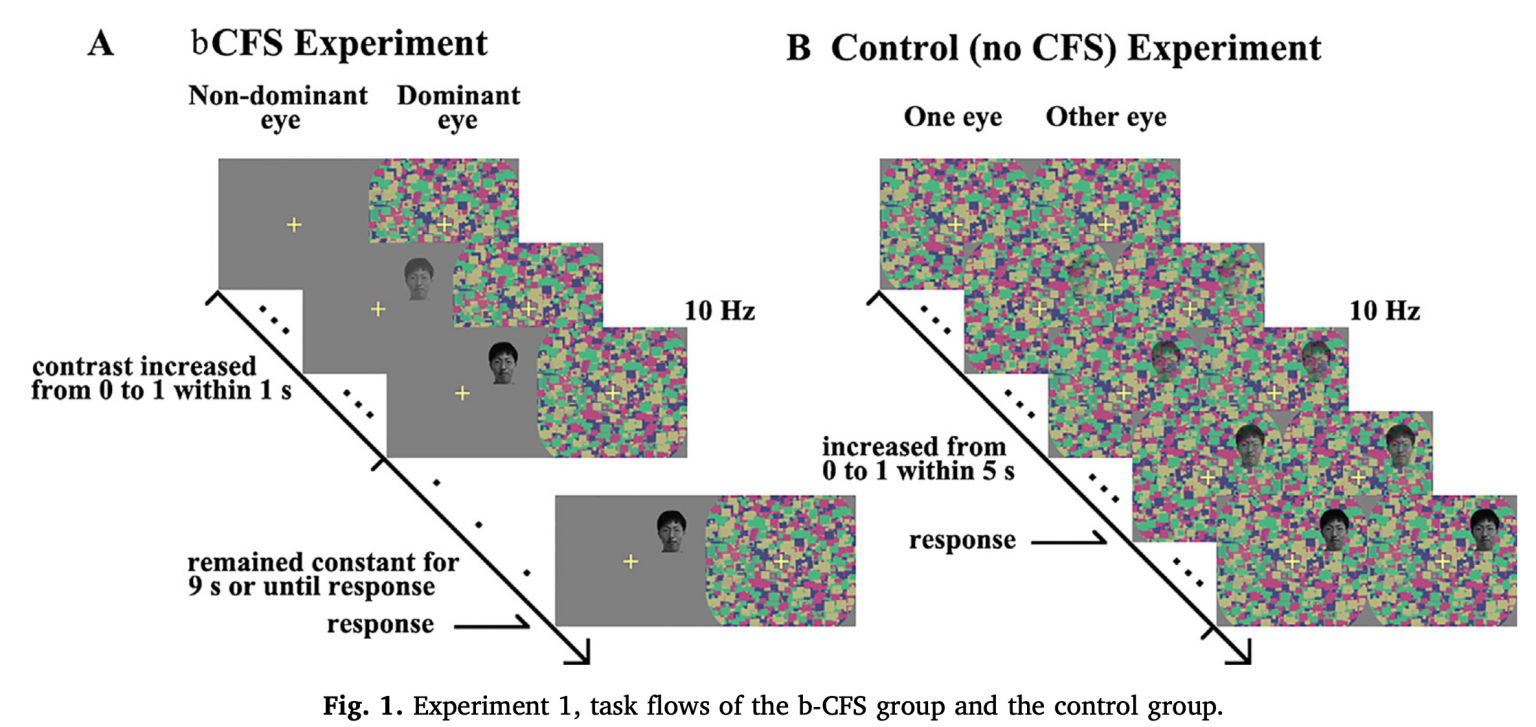 A bCFS Experiment
Non-dominant eye
Dominant eye
10 Hz
contrast increased
from 0 to 1 within 1 s
remained constant for
9 s or until response
response
B Control (no CFS) Experiment
One eye
Other eye
10 Hz
increased from
0 to 1 within 5 s
response
Fig. 1. Experiment 1, task flows of the b-CFS group and the control group.